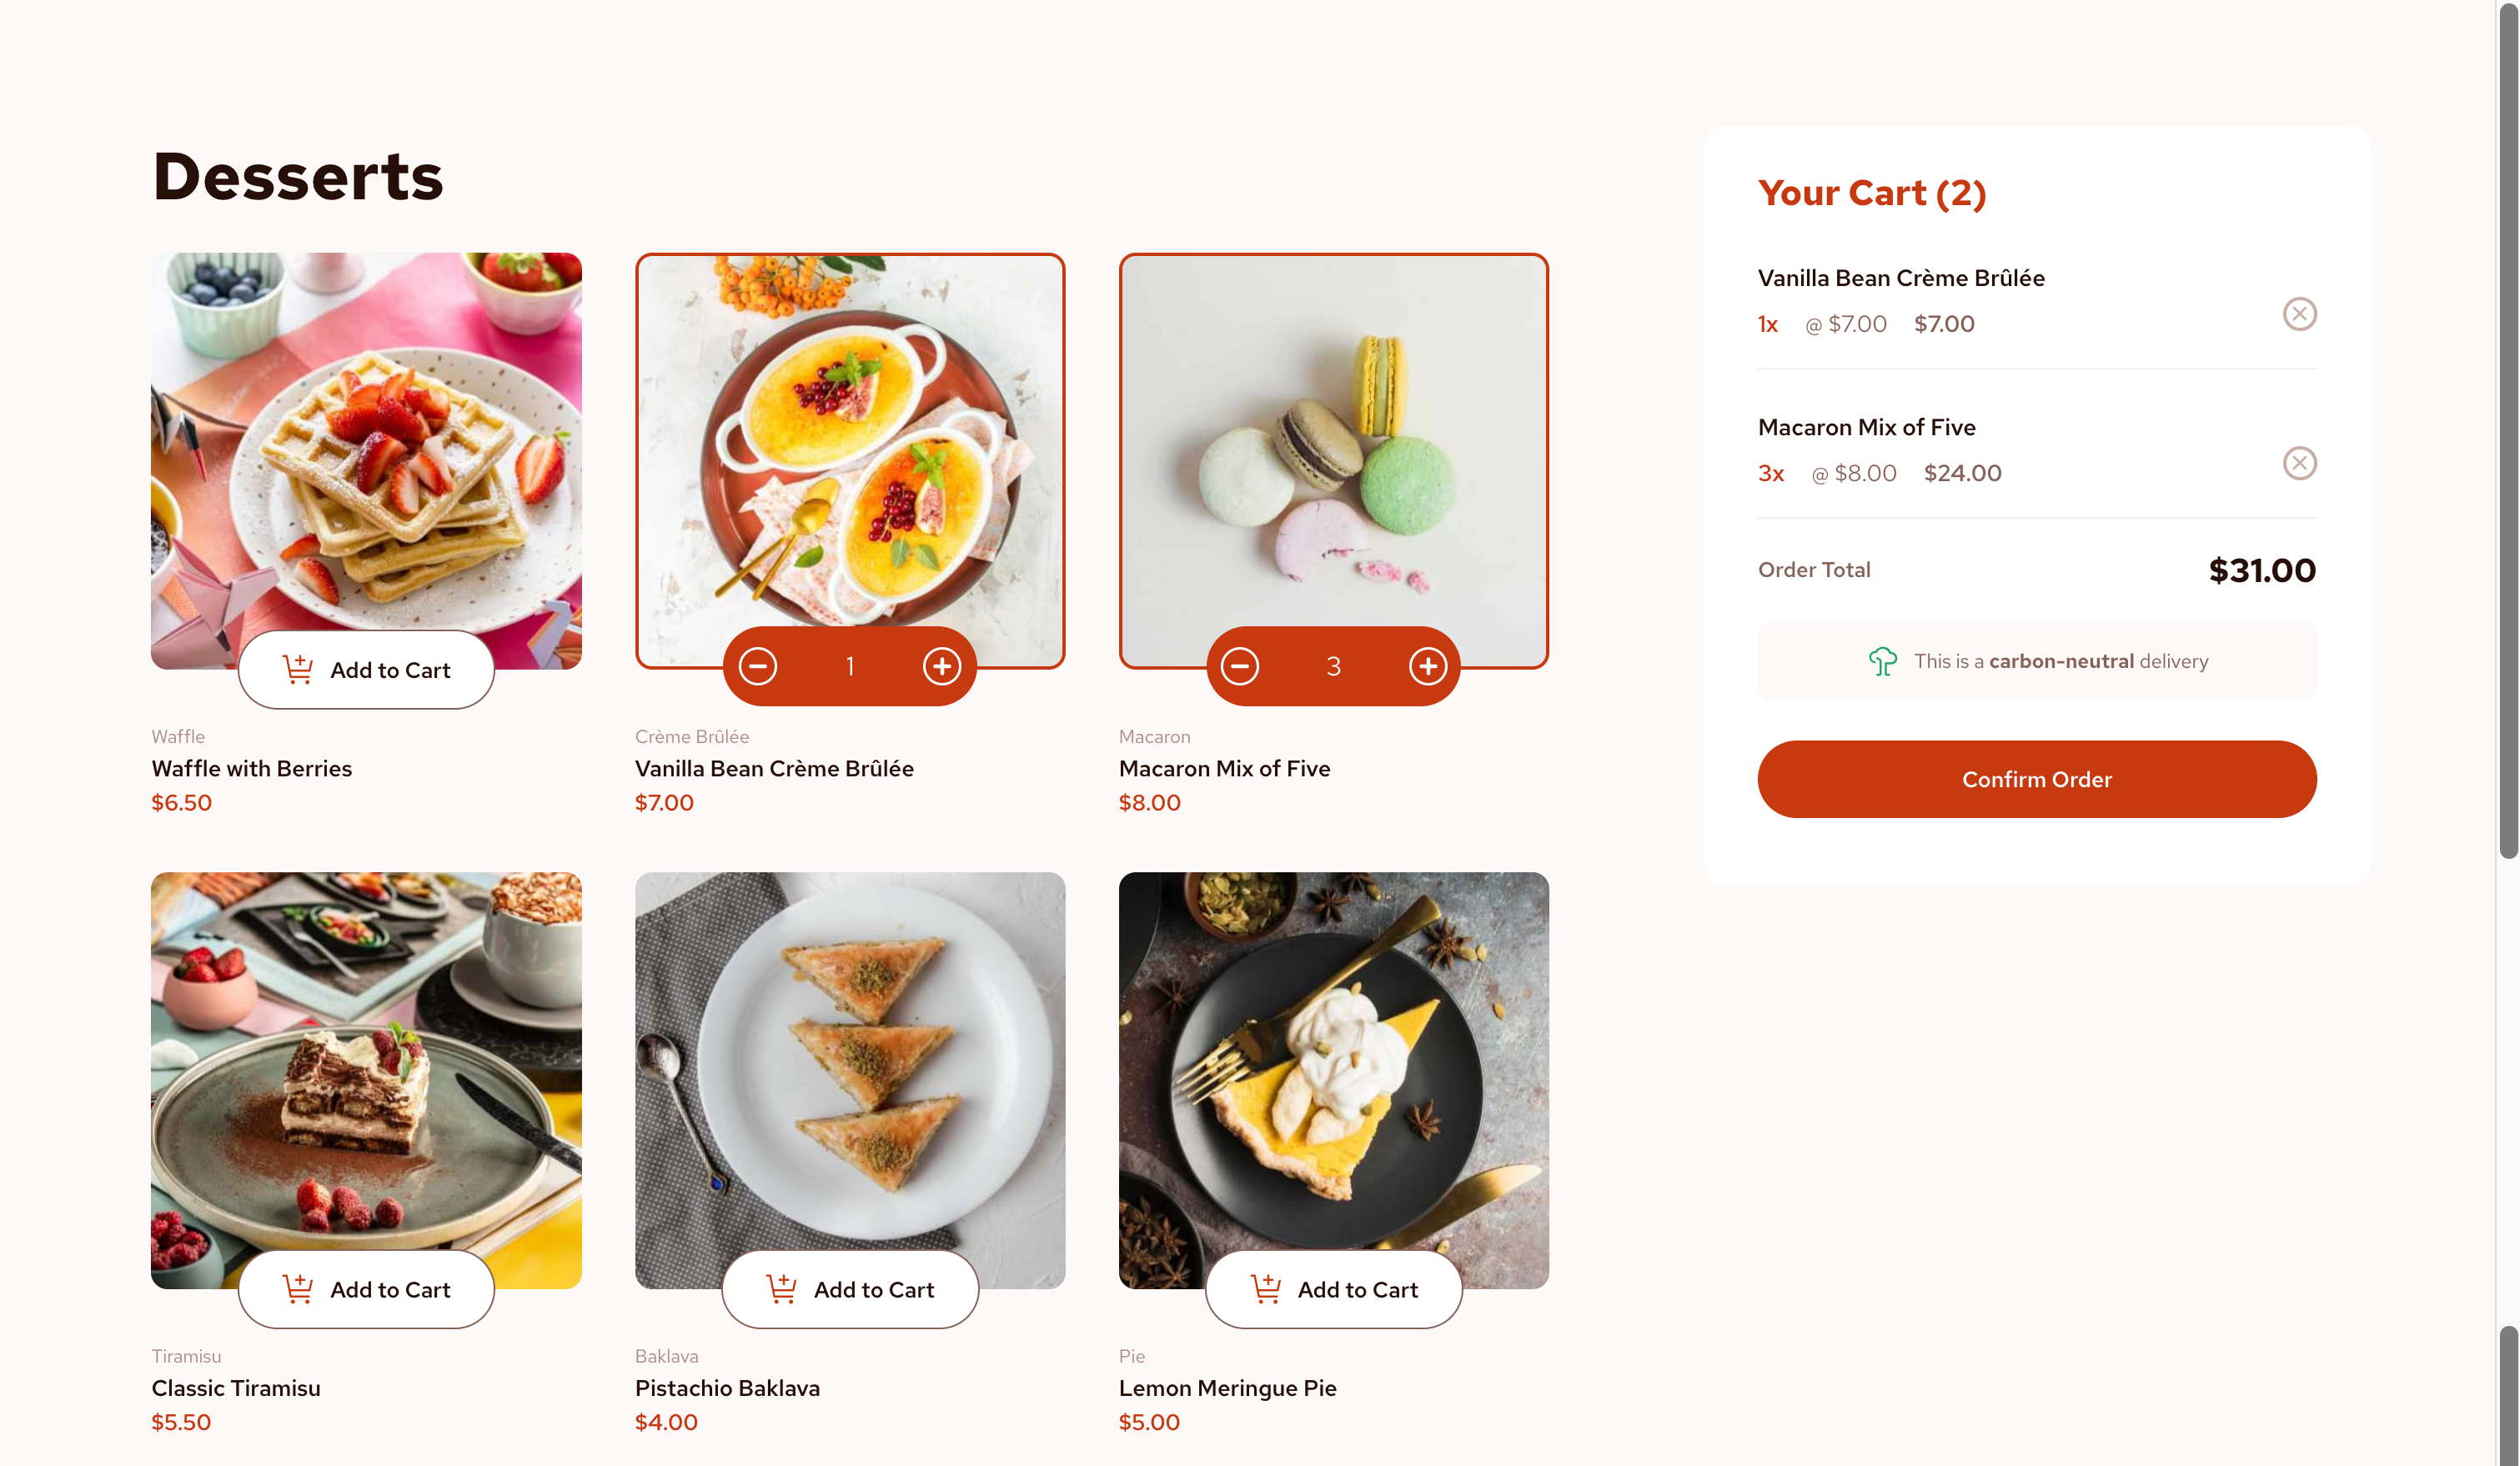 Desserts
Add to Cart
Waffle
Waffle with Berries
$6.50
1
Crème Brûlée
Vanilla Bean Crème Brûlée
$7.00
3
Macaron
Macaron Mix of Five
$8.00
Add to Cart
Tiramisu
Classic Tiramisu
$5.50
Add to Cart
Baklava
Pistachio Baklava
$4.00
Add to Cart
Pie
Lemon Meringue Pie
$5.00
Your Cart (2)
Vanilla Bean Crème Brûlée
1x @ $7.00 $7.00
Macaron Mix of Five
3x @ $8.00 $24.00
Order Total $31.00
This is a carbon-neutral delivery
Confirm Order